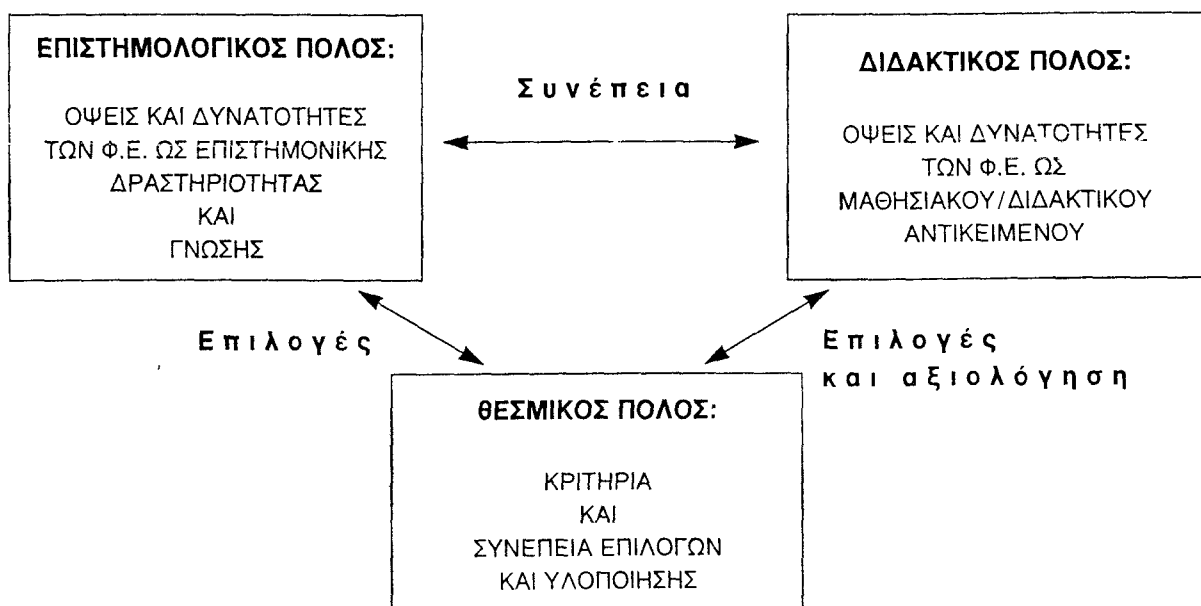 ΕΠΙΣΤΗΜΟΛΟΓΙΚΟΣ ΠΟΛΟΣ:
ΟΨΕΙΣ ΚΑΙ ΔΥΝΑΤΟΤΗΤΕΣ
ΤΩΝ Φ.Ε. ΩΣ ΕΠΙΣΤΗΜΟΝΙΚΗΣ
ΔΡΑΣΤΗΡΙΟΤΗΤΑΣ
ΚΑΙ
ΓΝΩΣΗΣ
Συνέπεια
ΔΙΔΑΚΤΙΚΟΣ ΠΟΛΟΣ:
ΟΨΕΙΣ ΚΑΙ ΔΥΝΑΤΟΤΗΤΕΣ
ΤΩΝ Φ.Ε. ΩΣ
ΜΑΘΗΣΙΑΚΟΥ/ΔΙΔΑΚΤΙΚΟΥ
ΑΝΤΙΚΕΙΜΕΝΟΥ
Επιλογές
Επιλογές
και αξιολόγηση
ΘΕΣΜΙΚΟΣ ΠΟΛΟΣ:
ΚΡΙΤΗΡΙΑ
ΚΑΙ
ΣΥΝΕΠΕΙΑ ΕΠΙΛΟΓΩΝ
ΚΑΙ ΥΛΟΠΟΙΗΣΗΣ